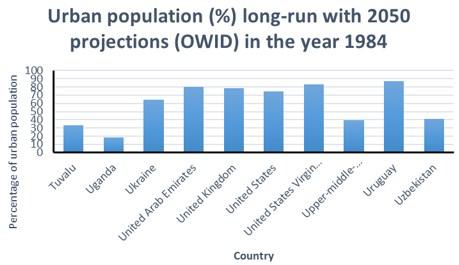 Urban population (%) long-run with 2050
projections (OWID) in the year 1984
Percentage of urban population
100
90
80
70
60
50
40
30
20
10
0
Tuvalu
Uganda
Ukraine
United Arab Emirates
United Kingdom
United States
United States Virgin...
Upper-middle-...
Uruguay
Uzbekistan
Country